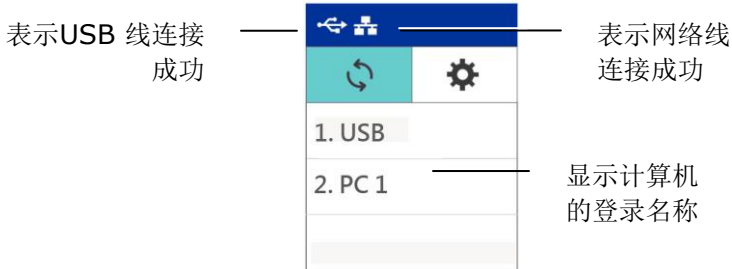 表示USB 线连接
成功
表示网络线
连接成功
1. USB
2. PC 1
显示计算机
的登录名称